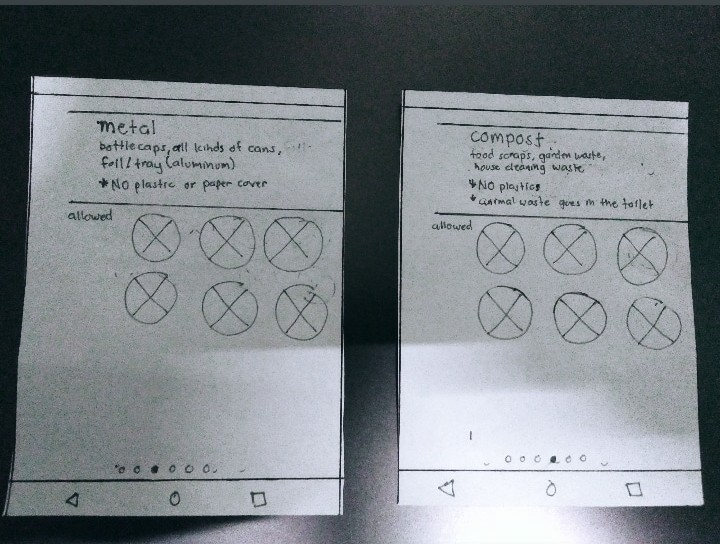 metal
bottlecaps, all kinds of cans,
foil/tray (aluminum)
* NO plastic or paper cover
allowed
compost
food scraps, garden waste,
house cleaning waste
* NO plastics
* animal waste goes in the toilet
allowed